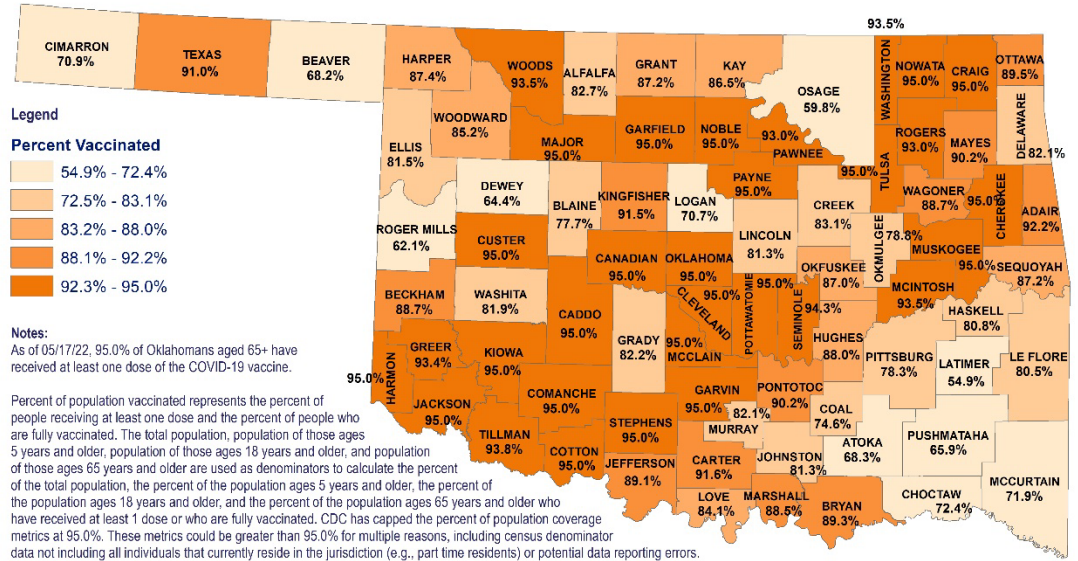 93.5%
CIMARRON
70.9%
TEXAS
91.0%
BEAVER
68.2%
HARPER
87.4%
WOODS
93.5%
ALFALFA
82.7%
GRANT
87.2%
KAY
86.5%
OSAGE
59.8%
WASHINGTON
NOWATA
95.0%
CRAIG
95.0%
OTTAWA
89.5%
Legend
Percent Vaccinated
54.9% - 72.4%
72.5% - 83.1%
83.2% - 88.0%
88.1% - 92.2%
92.3% - 95.0%
WOODWARD
85.2%
ELLIS
81.5%
MAJOR
95.0%
GARFIELD
95.0%
NOBLE
95.0%
93.0%
PAWNEE
95.0%
TULSA
ROGERS
93.0%
MAYES
90.2%
DELAWARE
82.1%
DEWEY
64.4%
BLAINE
77.7%
KINGFISHER
91.5%
LOGAN
70.7%
PAYNE
95.0%
CREEK
83.1%
WAGONER
88.7%
95.0%
CHEROKEE
ADAIR
92.2%
ROGER MILLS
62.1%
CUSTER
95.0%
CANADIAN
95.0%
OKLAHOMA
95.0%
LINCOLN
81.3%
OKMULGEE
78.8%
MUSKOGEE
95.0%
SEQUOYAH
87.2%
BECKHAM
88.7%
WASHITA
81.9%
CADDO
95.0%
GRADY
82.2%
CLEVELAND
95.0%
POTTAWATOMIE
95.0%
SEMINOLE
94.3%
OKFUSKEE
87.0%
MCINTOSH
93.5%
HASKELL
80.8%
Notes:
As of 05/17/22, 95.0% of Oklahomans aged 65+ have
received at least one dose of the COVID-19 vaccine.
95.0%
HARMON
GREER
93.4%
KIOWA
95.0%
95.0%
MCCLAIN
HUGHES
88.0%
PITTSBURG
78.3%
LATIMER
54.9%
LE FLORE
80.5%
JACKSON
95.0%
COMANCHE
95.0%
GARVIN
95.0%
PONTOTOC
90.2%
COAL
74.6%
TILLMAN
93.8%
COTTON
95.0%
STEPHENS
95.0%
82.1%
MURRAY
JOHNSTON
81.3%
ATOKA
68.3%
PUSHMATAHA
65.9%
JEFFERSON
89.1%
CARTER
91.6%
LOVE
84.1%
MARSHALL
88.5%
BRYAN
89.3%
CHOCTAW
72.4%
MCCURTAIN
71.9%
Percent of population vaccinated represents the percent of
people receiving at least one dose and the percent of people who
are fully vaccinated. The total population, population of those ages
5 years and older, population of those ages 18 years and older, and population
of those ages 65 years and older are used as denominators to calculate the percent
of the total population, the percent of the population ages 5 years and older, the percent of
the population ages 18 years and older, and the percent of the population ages 65 years and older who
have received at least 1 dose or who are fully vaccinated. CDC has capped the percent of population coverage
metrics at 95.0%. These metrics could be greater than 95.0% for multiple reasons, including census denominator
data not including all individuals that currently reside in the jurisdiction (e.g., part time residents) or potential data reporting errors.